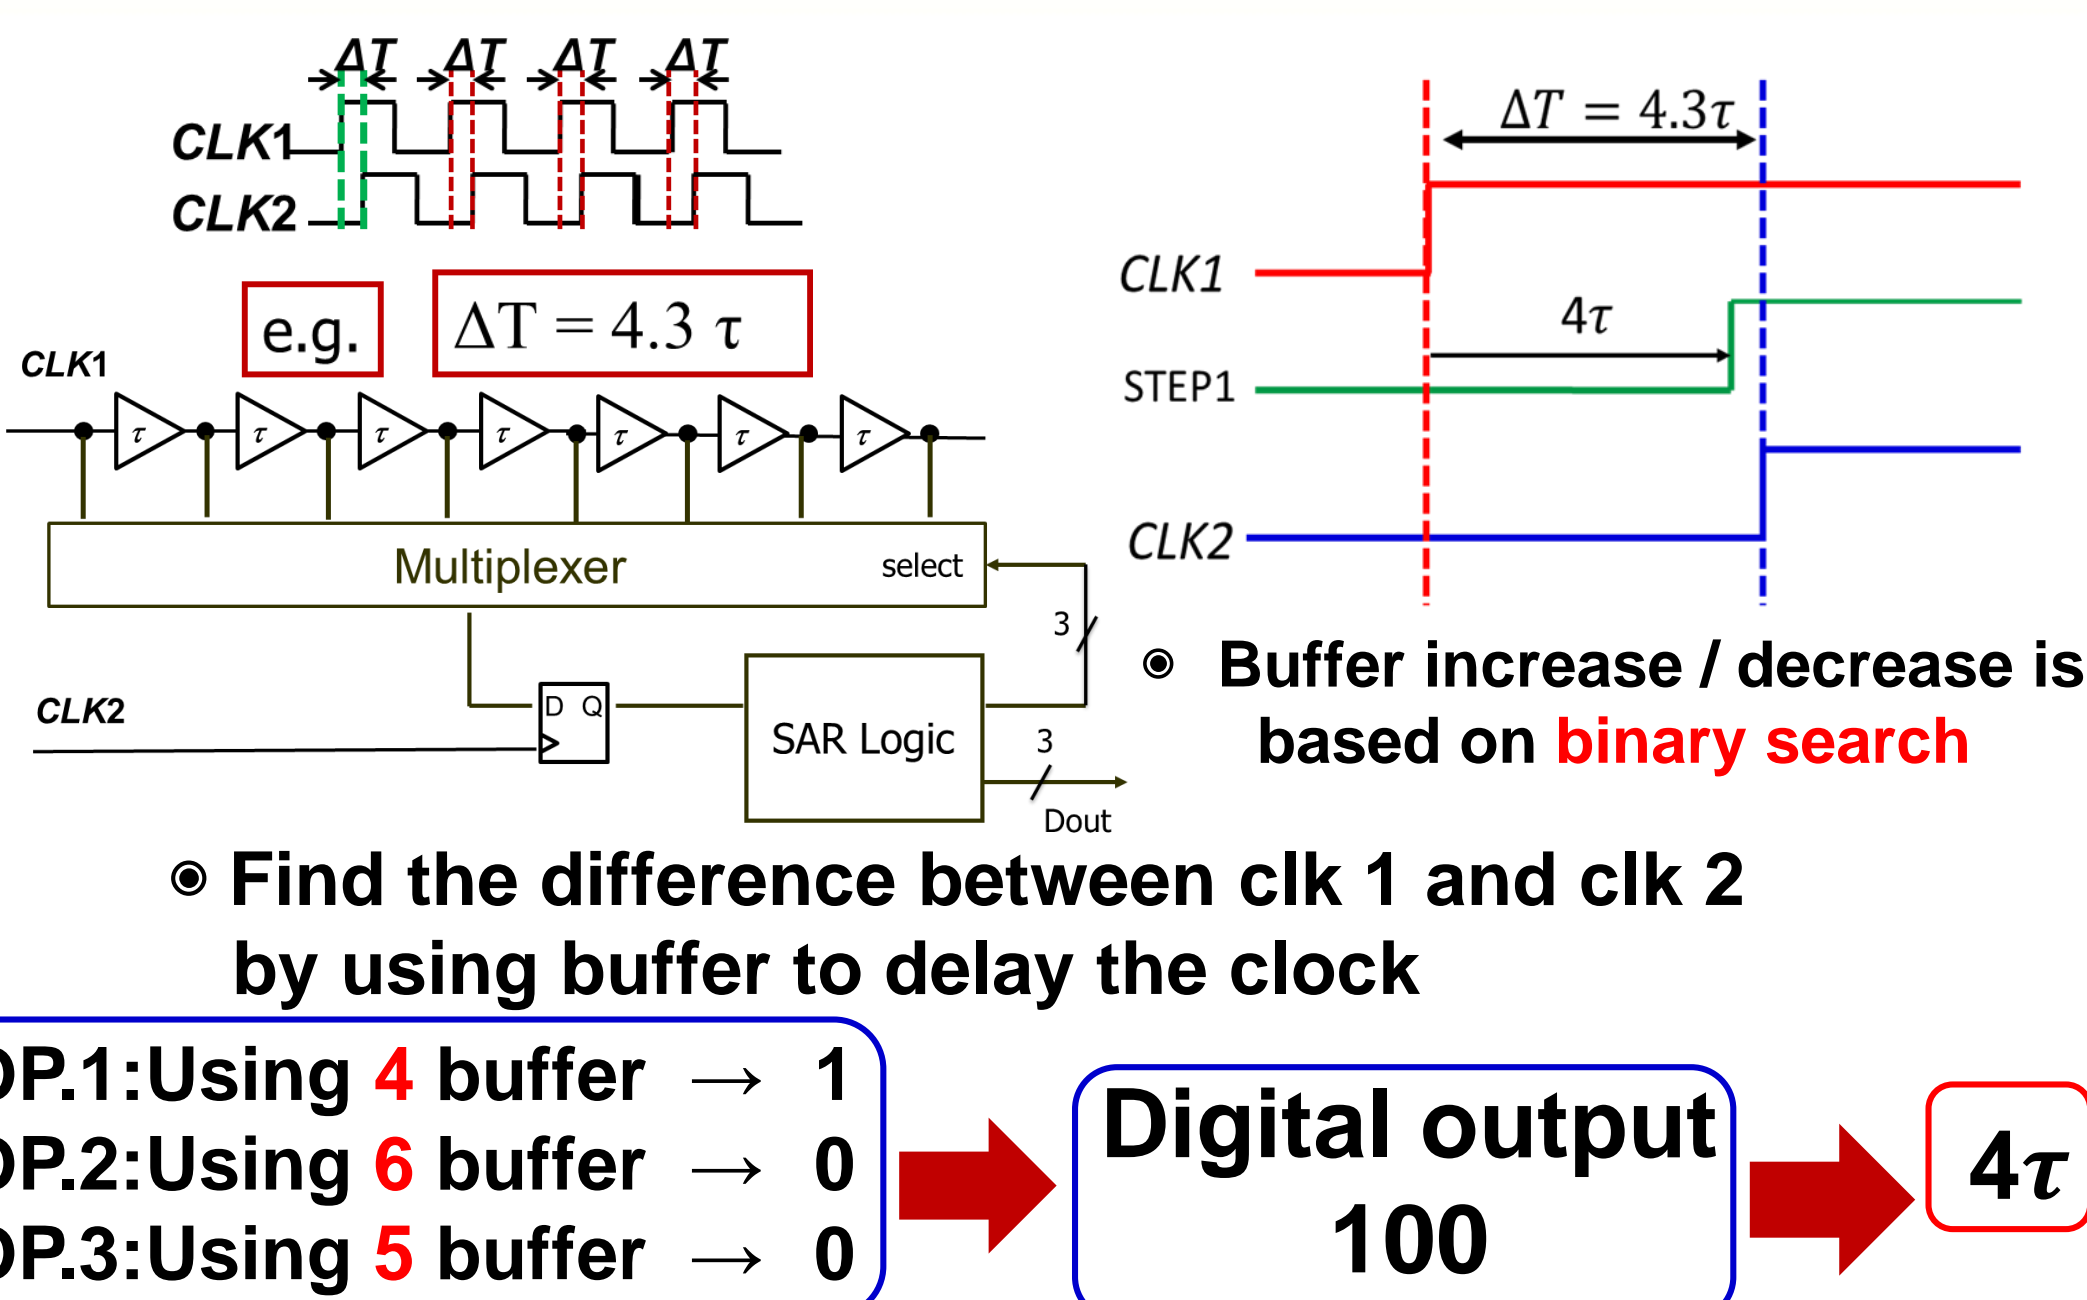 ΔT ΔT ΔT ΔT
CLK1
CLK2
e.g.
ΔT = 4.3 τ
CLK1
τ τ τ τ τ τ τ
Multiplexer
select
3
CLK2
D Q
SAR Logic
3
Dout
ΔT = 4.3τ
CLK1
4τ
STEP1
CLK2
◉ Buffer increase / decrease is
based on binary search
◉ Find the difference between clk 1 and clk 2
by using buffer to delay the clock
OP.1:Using 4 buffer → 1
OP.2:Using 6 buffer → 0
OP.3:Using 5 buffer → 0
Digital output
100
4τ